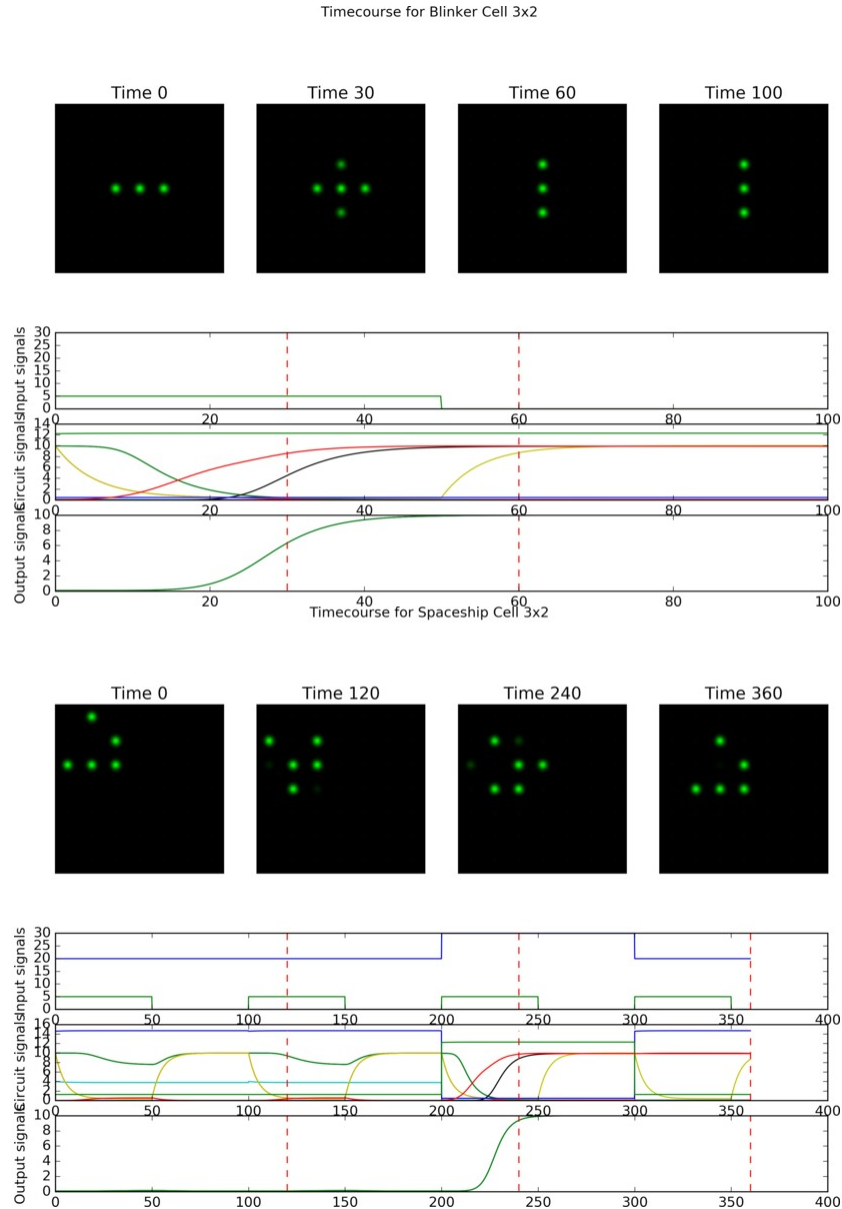 Timecourse for Blinker Cell 3x2
Time 0 Time 30 Time 60 Time 100
Input signals
30
25
20
15
10
5
0
0 20 40 60 80 100
Circuit signals
14
12
10
8
6
4
2
0
0 20 40 60 80 100
Output signals
10
8
6
4
2
0
0 20 40 60 80 100
Timecourse for Spaceship Cell 3x2
Time 0 Time 120 Time 240 Time 360
Input signals
30
25
20
15
10
5
0
0 50 100 150 200 250 300 350 400
Circuit signals
16
14
12
10
8
6
4
2
0
0 50 100 150 200 250 300 350 400
Output signals
10
8
6
4
2
0
0 50 100 150 200 250 300 350 400